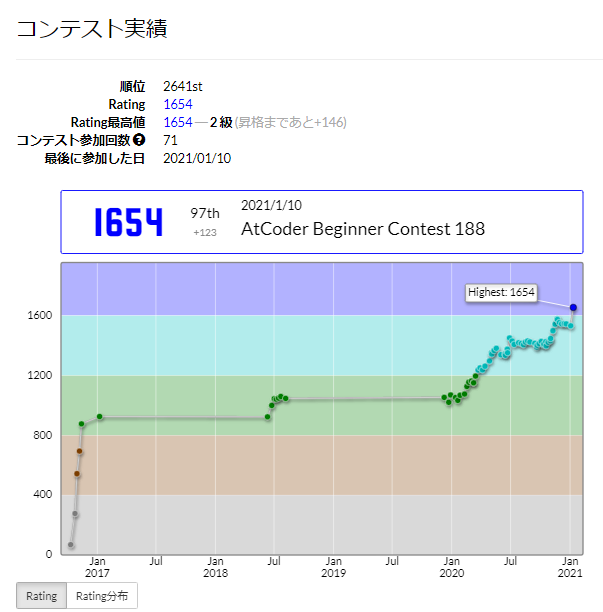 コンテスト実績
順位 2641st
Rating 1654
Rating最高値 1654 ― 2 級 (昇格まであと+146)
コンテスト参加回数 ? 71
最後に参加した日 2021/01/10
1654 97th +123 2021/1/10 AtCoder Beginner Contest 188
Highest: 1654
1600
1200
800
400
0
Jan 2017 Jul Jan 2018 Jul Jan 2019 Jul Jan 2020 Jul Jan 2021
Rating Rating分布